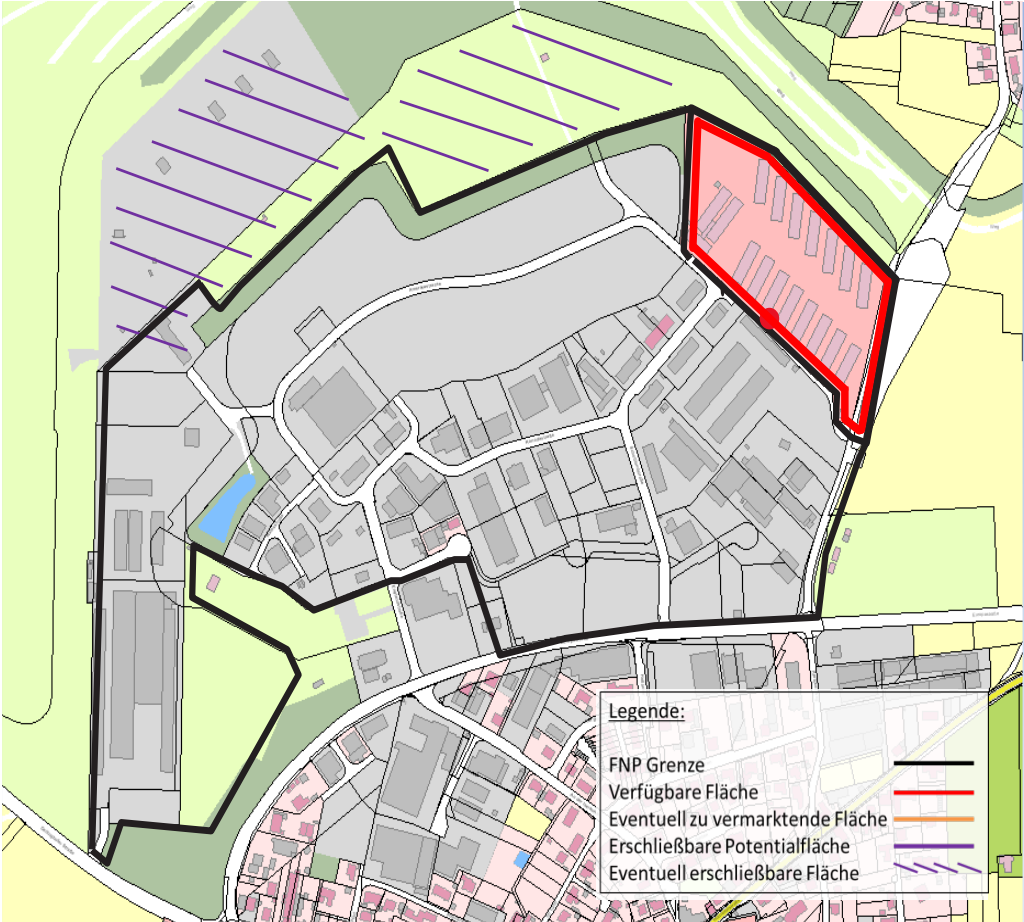 Legende:
FNP Grenze
Verfügbare Fläche
Eventuell zu vermarktende Fläche
Erschließbare Potentialfläche
Eventuell erschließbare Fläche